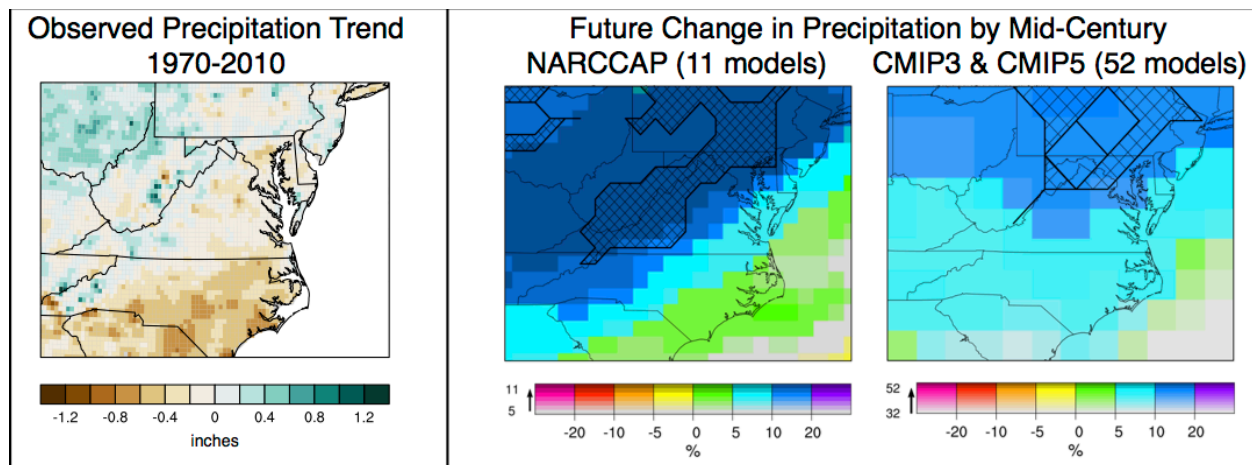 Observed Precipitation Trend
1970-2010
-1.2 -0.8 -0.4 0 0.4 0.8 1.2
inches
Future Change in Precipitation by Mid-Century
NARCCAP (11 models)
CMIP3 & CMIP5 (52 models)
11
5
-20 -10 -5 0 5 10 20
%
52
32
-20 -10 -5 0 5 10 20
%